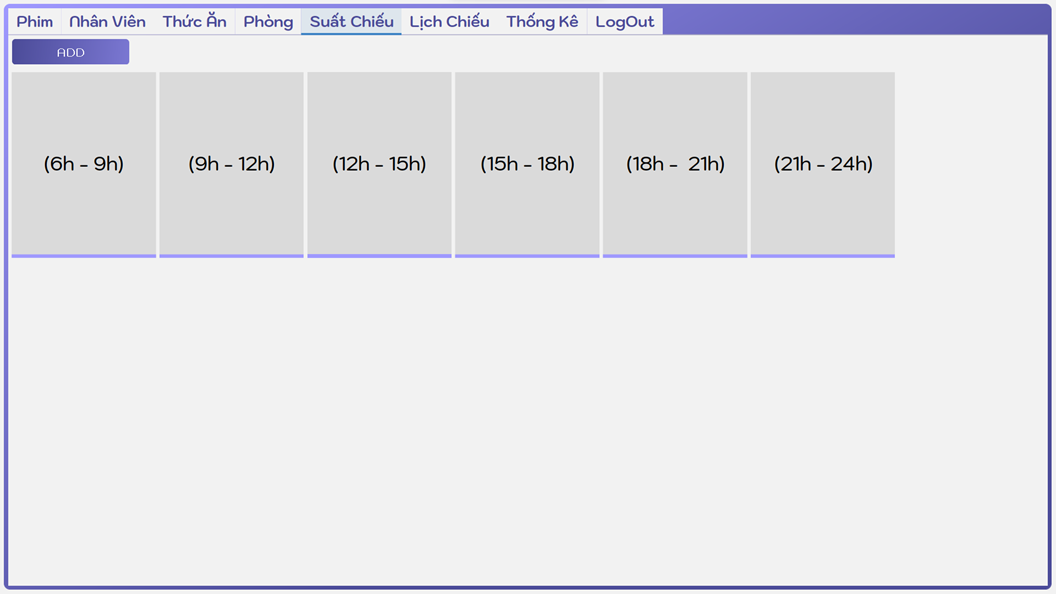 Phim Nhân Viên Thức Ăn Phòng Suất Chiếu Lịch Chiếu Thống Kê LogOut
ADD
(6h - 9h) (9h - 12h) (12h - 15h) (15h - 18h) (18h -  21h) (21h - 24h)